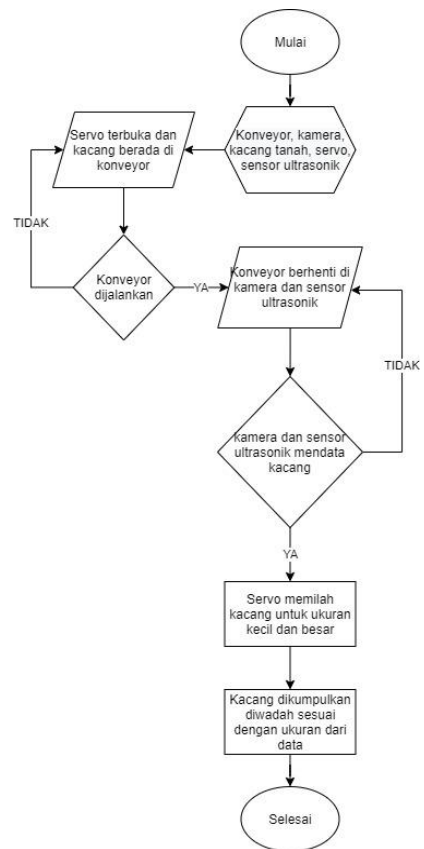 Mulai
Konveyor, kamera,
kacang tanah, servo,
sensor ultrasonik
Servo terbuka dan
kacang berada di
konveyor
TIDAK
Konveyor
dijalankan
YA
Konveyor berhenti di
kamera dan sensor
ultrasonik
TIDAK
kamera dan sensor
ultrasonik mendata
kacang
YA
Servo memilah
kacang untuk ukuran
kecil dan besar
Kacang dikumpulkan
diwadah sesuai
dengan ukuran dari
data
Selesai